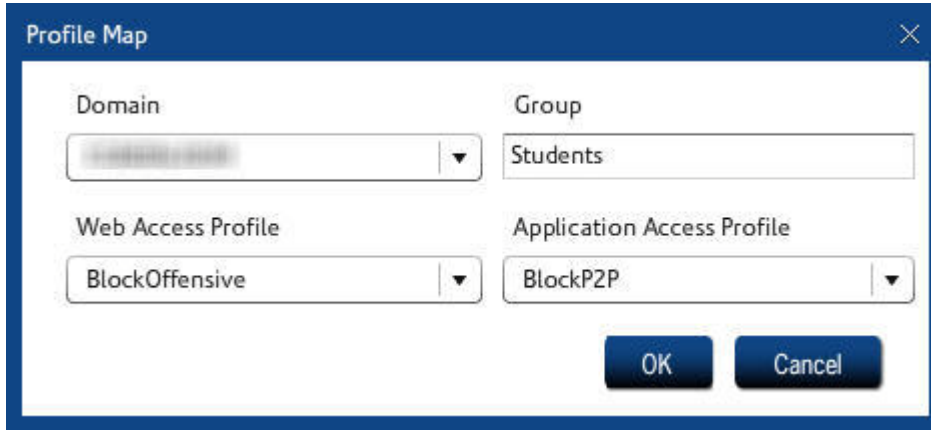 Profile Map
Domain
Group
Students
Web Access Profile
Application Access Profile
BlockOffensive
BlockP2P
OK
Cancel